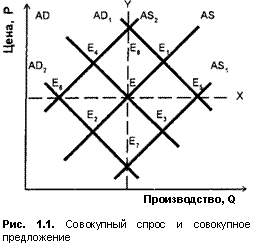 Y
AD AD₁ AS₂ AS
E₄ E₈ E₁
AD₂ AS₁
E₆ E E₅
X
E₂ E₃
E₇
Цена, P
Производство, Q
Рис. 1.1. Совокупный спрос и совокупное
предложение